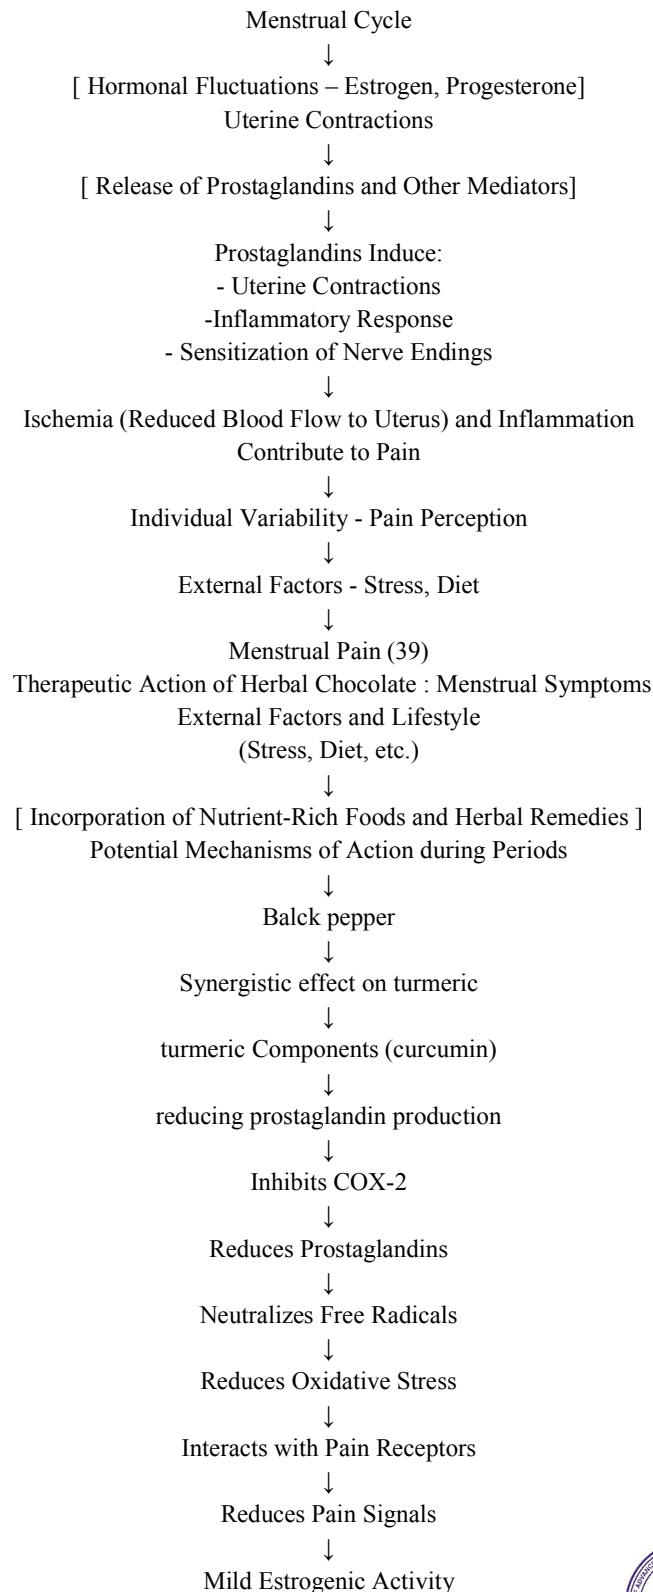 Menstrual Cycle
↓
[ Hormonal Fluctuations – Estrogen, Progesterone]
Uterine Contractions
↓
[ Release of Prostaglandins and Other Mediators]
↓
Prostaglandins Induce:
- Uterine Contractions
-Inflammatory Response
- Sensitization of Nerve Endings
↓
Ischemia (Reduced Blood Flow to Uterus) and Inflammation
Contribute to Pain
↓
Individual Variability - Pain Perception
↓
External Factors - Stress, Diet
↓
Menstrual Pain (39)
Therapeutic Action of Herbal Chocolate : Menstrual Symptoms
External Factors and Lifestyle
(Stress, Diet, etc.)
↓
[ Incorporation of Nutrient-Rich Foods and Herbal Remedies ]
Potential Mechanisms of Action during Periods
↓
Balck pepper
↓
Synergistic effect on turmeric
↓
turmeric Components (curcumin)
↓
reducing prostaglandin production
↓
Inhibits COX-2
↓
Reduces Prostaglandins
↓
Neutralizes Free Radicals
↓
Reduces Oxidative Stress
↓
Interacts with Pain Receptors
↓
Reduces Pain Signals
↓
Mild Estrogenic Activity